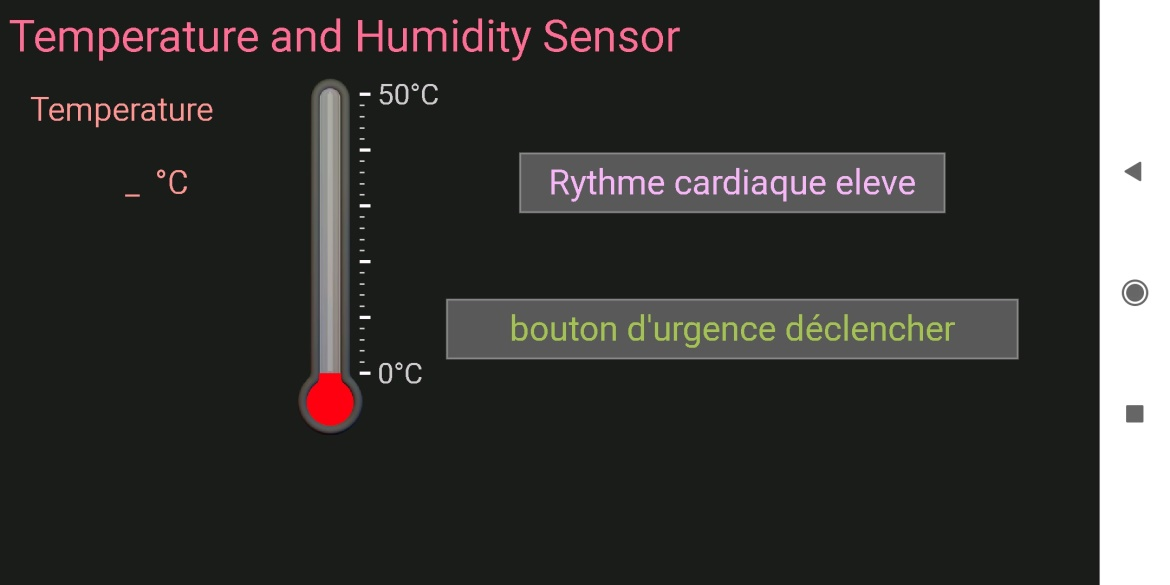 Temperature and Humidity Sensor
Temperature
50°C
_ °C
Rythme cardiaque eleve
bouton d'urgence déclencher
0°C